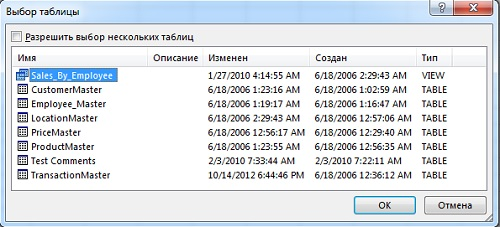 Выбор таблицы
Разрешить выбор нескольких таблиц
Имя Описание Изменен Создан Тип
Sales_By_Employee 1/27/2010 4:14:55 AM 6/18/2006 2:29:43 AM VIEW
CustomerMaster 6/18/2006 1:23:16 AM 6/18/2006 1:02:59 AM TABLE
Employee_Master 6/18/2006 1:19:17 AM 6/18/2006 1:16:47 AM TABLE
LocationMaster 6/18/2006 2:29:43 AM 6/18/2006 12:57:06 AM TABLE
PriceMaster 6/18/2006 12:56:17 AM 6/18/2006 12:29:40 AM TABLE
ProductMaster 6/18/2006 1:23:55 AM 6/18/2006 12:56:35 AM TABLE
Test Comments 2/3/2010 7:33:44 AM 2/3/2010 7:22:11 AM TABLE
TransactionMaster 10/14/2012 6:44:46 PM 6/18/2006 12:36:12 AM TABLE
ОК Отмена